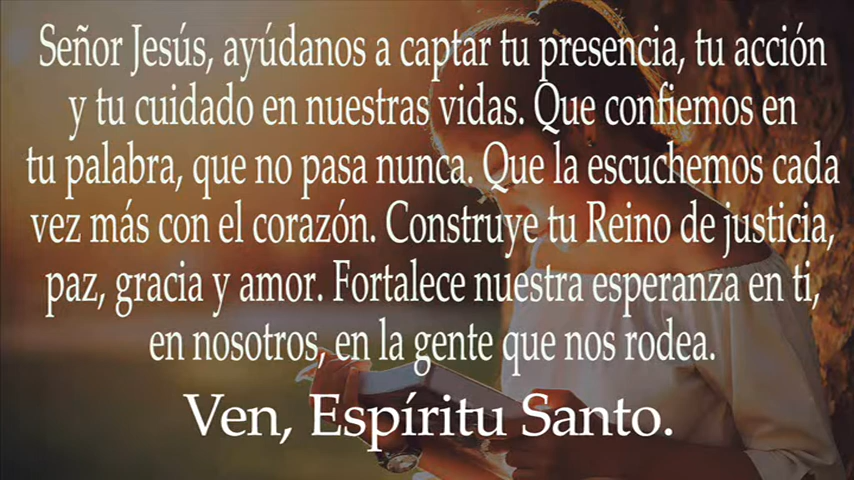 Señor Jesús, ayúdanos a captar tu presencia, tu acción
y tu cuidado en nuestras vidas. Que confiemos en
tu palabra, que no pasa nunca. Que la escuchemos cada
vez más con el corazón. Construye tu Reino de justicia,
paz, gracia y amor. Fortalece nuestra esperanza en ti,
en nosotros, en la gente que nos rodea.
Ven, Espíritu Santo.